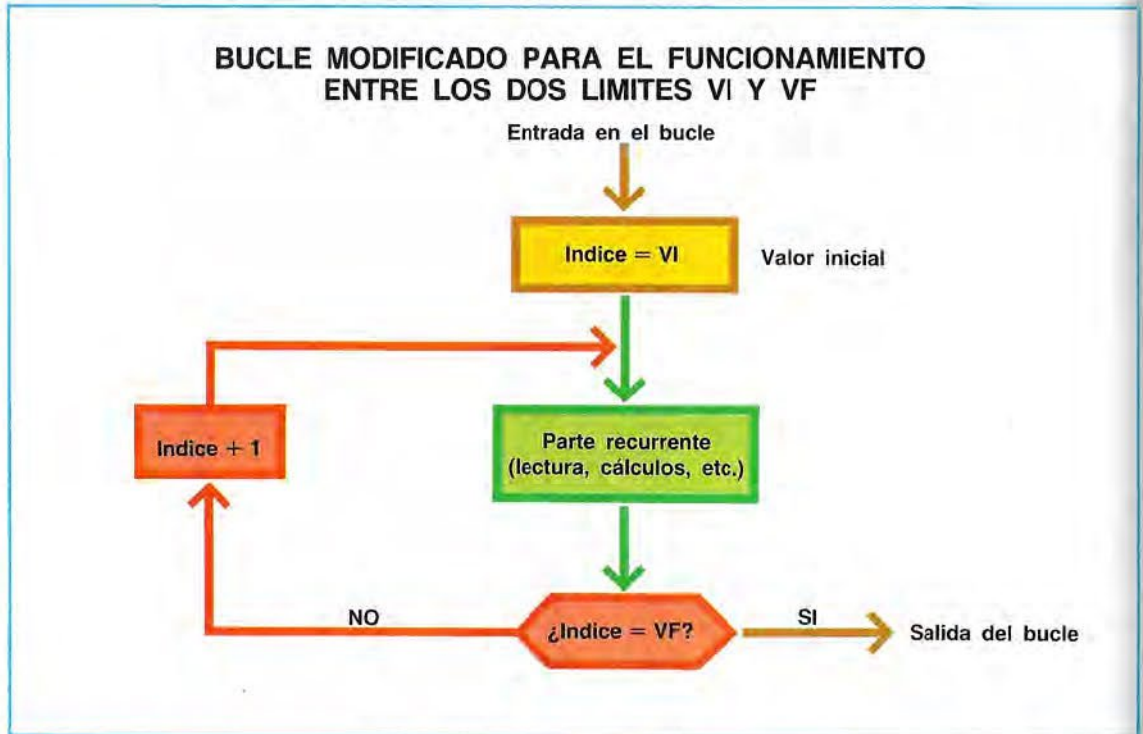 BUCLE MODIFICADO PARA EL FUNCIONAMIENTO
ENTRE LOS DOS LIMITES VI Y VF
Entrada en el bucle
Indice = VI
Valor inicial
Indice + 1
Parte recurrente
(lectura, cálculos, etc.)
NO
¿Indice = VF?
SI
Salida del bucle